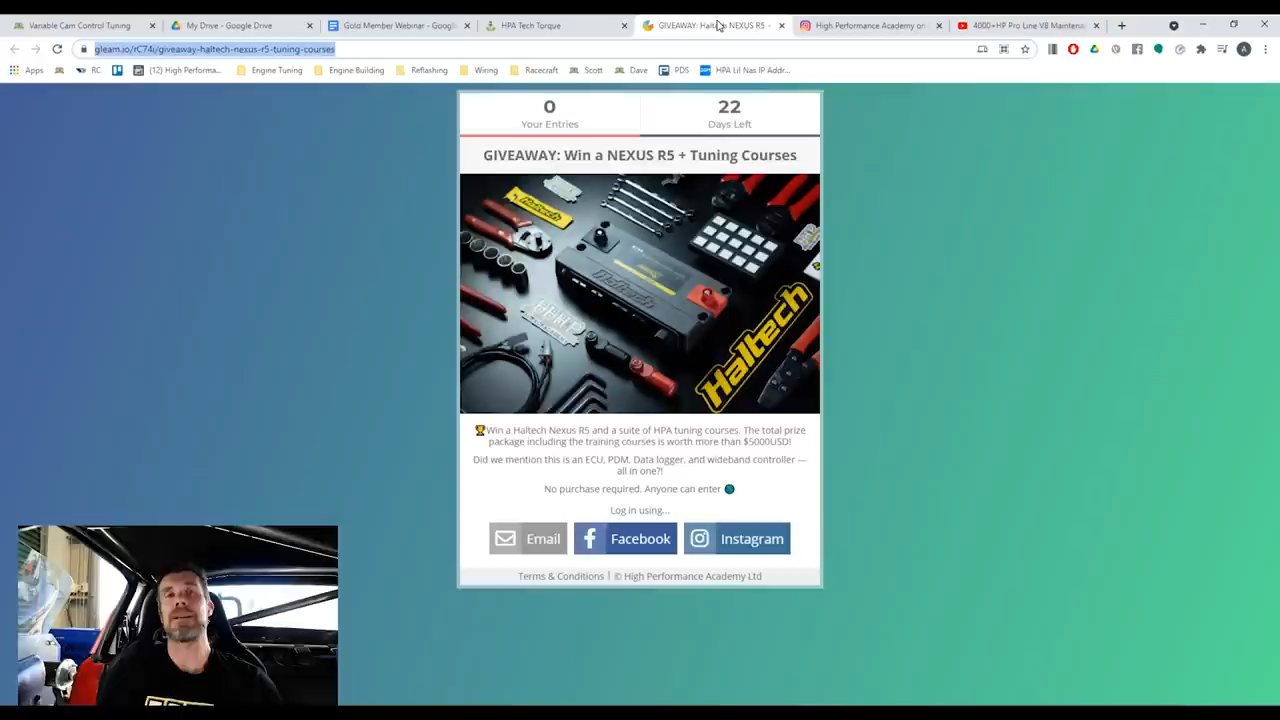 Variable Cam Control Tuning
My Drive - Google Drive
Gold Member Webinar - Googl
HPA Tech Torque
GIVEAWAY: Haltech NEXUS R5 -
High Performance Academy on
4000+HP Pro Line V8 Maintena
gleam.io/rC74i/giveaway-haltech-nexus-r5-tuning-courses
Apps
RC
(12) High Performa...
Engine Tuning
Engine Building
Reflashing
Wiring
Racecraft
Scott
Dave
PDS
HPA Lil Nas IP Addr...
0
Your Entries
22
Days Left
GIVEAWAY: Win a NEXUS R5 + Tuning Courses
Haltech
Haltech
Haltech
🏆Win a Haltech Nexus R5 and a suite of HPA tuning courses. The total prize
package including the training courses is worth more than $5000USD!
Did we mention this is an ECU, PDM, Data logger, and wideband controller —
all in one?!
No purchase required. Anyone can enter
Log in using...
Email
Facebook
Instagram
Terms & Conditions | © High Performance Academy Ltd